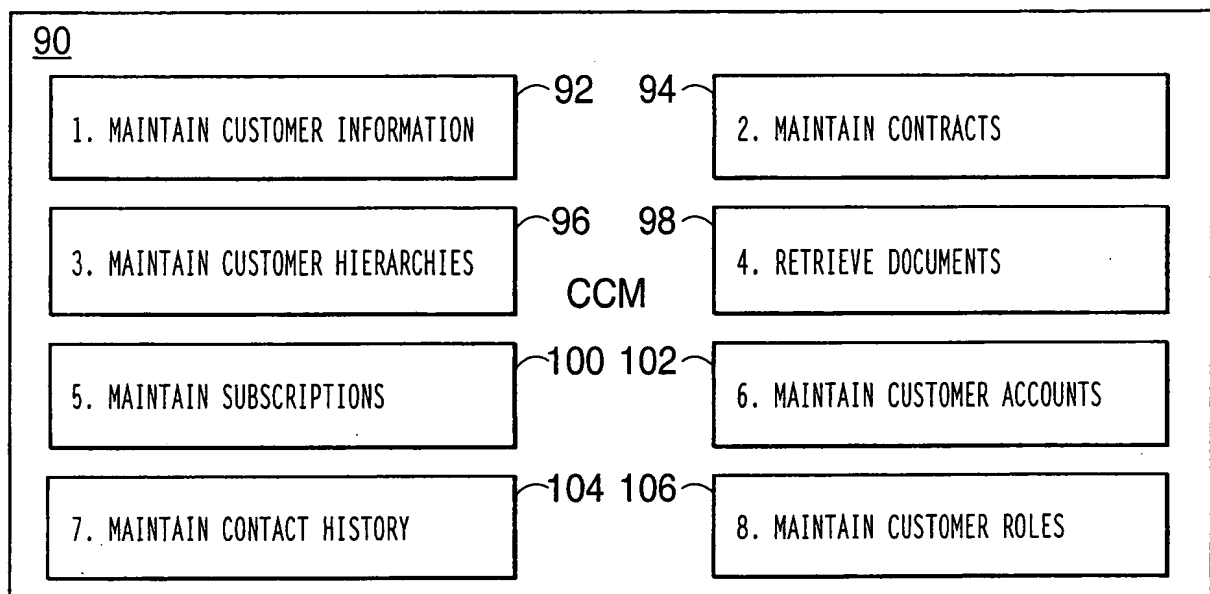 90
92 94
1. MAINTAIN CUSTOMER INFORMATION
2. MAINTAIN CONTRACTS
96 98
3. MAINTAIN CUSTOMER HIERARCHIES
4. RETRIEVE DOCUMENTS
CCM
100 102
5. MAINTAIN SUBSCRIPTIONS
6. MAINTAIN CUSTOMER ACCOUNTS
104 106
7. MAINTAIN CONTACT HISTORY
8. MAINTAIN CUSTOMER ROLES